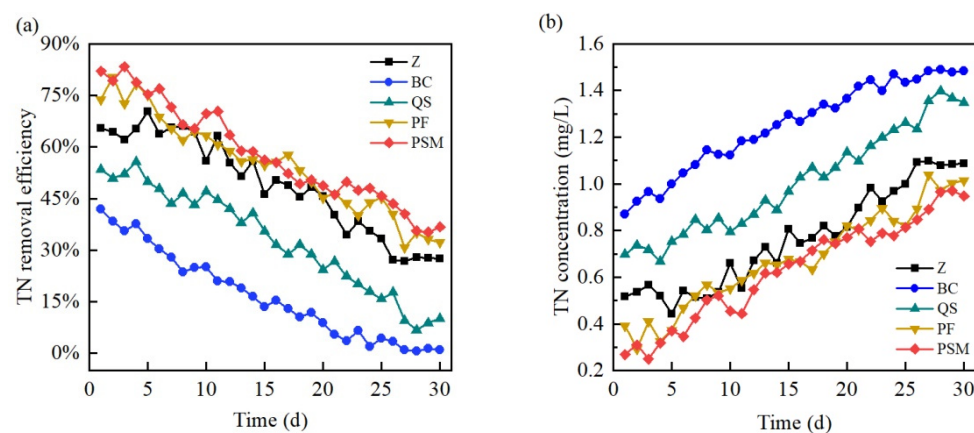 (a)
90%
75%
60%
45%
30%
15%
0%
TN removal efficiency
0 5 10 15 20 25 30
Time (d)
Z
BC
QS
PF
PSM
(b)
1.6
1.4
1.2
1.0
0.8
0.6
0.4
0.2
TN concentration (mg/L)
0 5 10 15 20 25 30
Time (d)
Z
BC
QS
PF
PSM